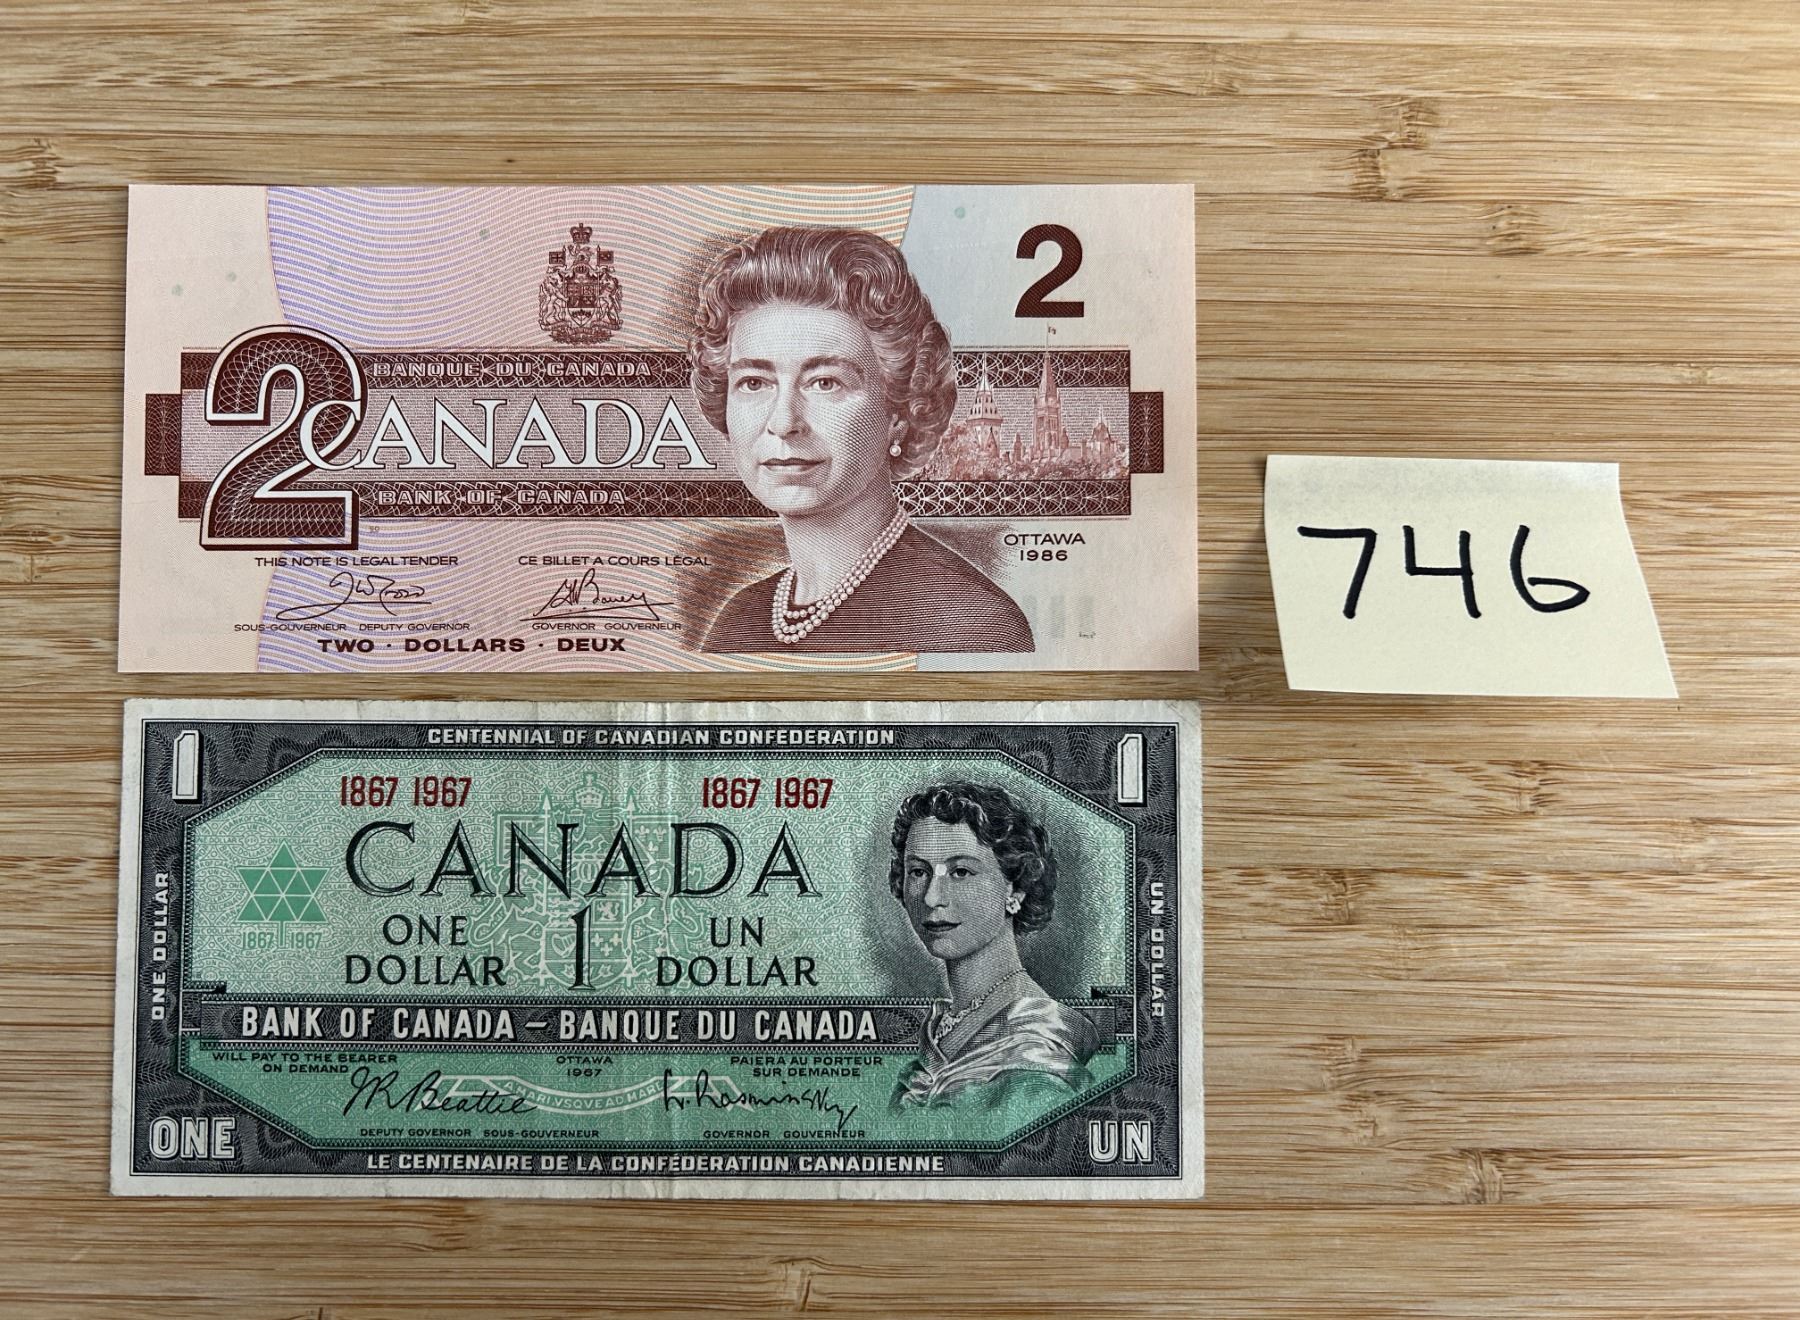 2
BANQUE DU CANADA
2 CANADA
BANK OF CANADA
OTTAWA
1986
THIS NOTE IS LEGAL TENDER CE BILLET A COURS LÉGAL
SOUS-GOUVERNEUR DEPUTY GOVERNOR GOVERNOR GOUVERNEUR
TWO · DOLLARS · DEUX
746
1 CENTENNIAL OF CANADIAN CONFEDERATION 1
1867 1967 1867 1967
CANADA
ONE 1 UN
DOLLAR DOLLAR
1867 1967
ONE DOLLAR
UN DOLLAR
BANK OF CANADA – BANQUE DU CANADA
WILL PAY TO THE BEARER OTTAWA PAIERA AU PORTEUR
ON DEMAND 1967 SUR DEMANDE
J.R. Beattie L. Rasminsky
DEPUTY GOVERNOR SOUS-GOUVERNEUR GOVERNOR GOUVERNEUR
ONE UN
LE CENTENAIRE DE LA CONFÉDÉRATION CANADIENNE